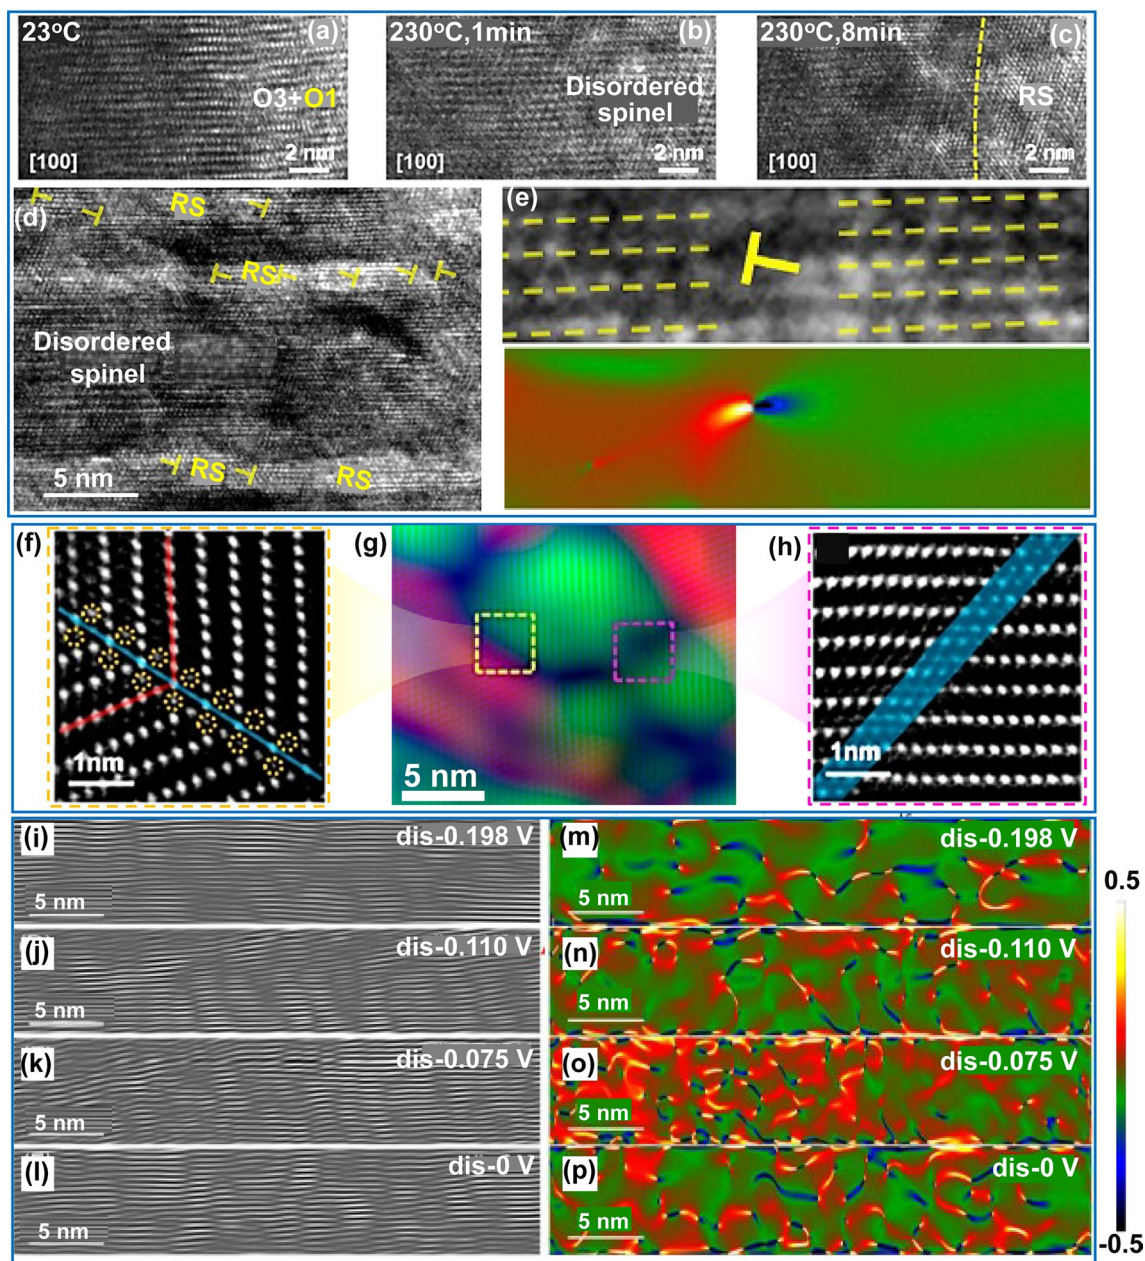 23°C
(a)
O3+O1
[100]
2 nm
230°C,1min
(b)
Disordered
spinel
[100]
2 nm
230°C,8min
(c)
RS
[100]
2 nm
(d)
RS
RS
Disordered
spinel
RS
RS
5 nm
(e)
(f)
1nm
(g)
5 nm
(h)
1nm
(i)
dis-0.198 V
5 nm
(j)
dis-0.110 V
5 nm
(k)
dis-0.075 V
5 nm
(l)
dis-0 V
5 nm
(m)
dis-0.198 V
5 nm
(n)
dis-0.110 V
5 nm
(o)
dis-0.075 V
5 nm
(p)
dis-0 V
5 nm
0.5
-0.5